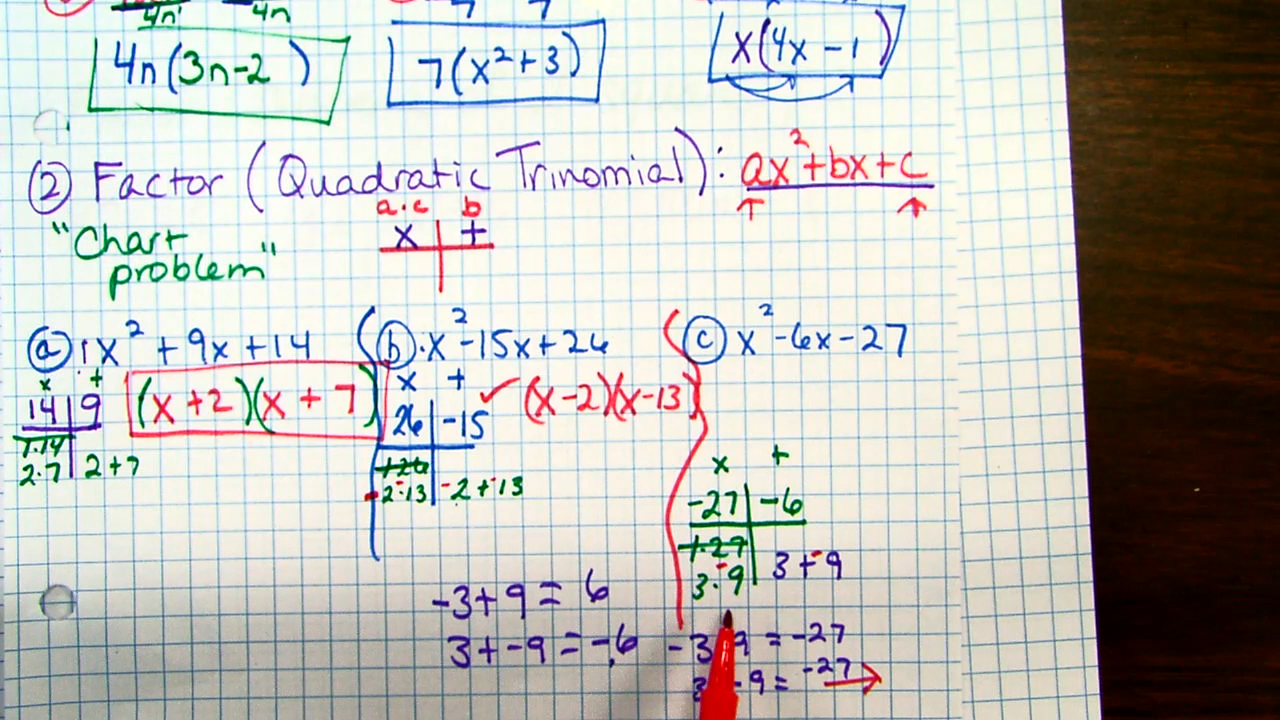 4n 4n 7 7
4n(3n-2 ) 7(x²+3) x(4x-1)
② Factor (Quadratic Trinomial): ax²+bx+c
a·c b
"Chart x +
problem"
ⓐ 1x² + 9x + 14 ⓑ x²-15x+26 ⓒ x²-6x-27
x + (x+2)(x+7) x + (x-2)(x-13)
14 9 26 -15
1·14
2·7 2+7
1·26
-2·-13 -2+-13
x +
-27 -6
1·27
3·-9 3+-9
-3+9=6
3+-9=-6
-3 9 = -27
-9 = -27